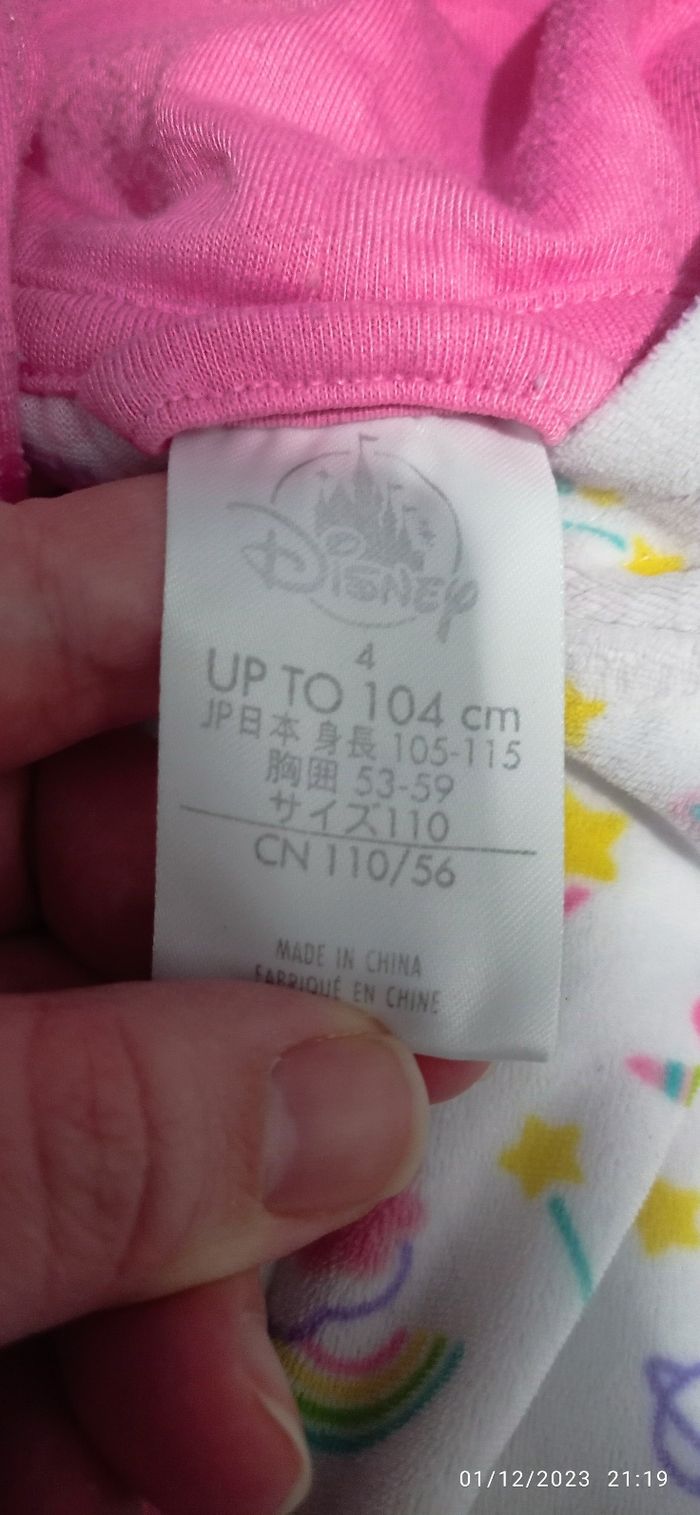 Disney
4
UP TO 104 cm
JP日本 身長 105-115
胸囲 53-59
サイズ110
CN 110/56
MADE IN CHINA
FABRIQUÉ EN CHINE
01/12/2023 21:19